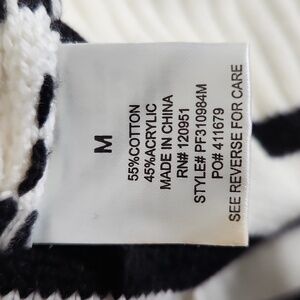 M
55%COTTON
45%ACRYLIC
MADE IN CHINA
RN# 120951
STYLE# PF310984M
PO# 411679
SEE REVERSE FOR CARE